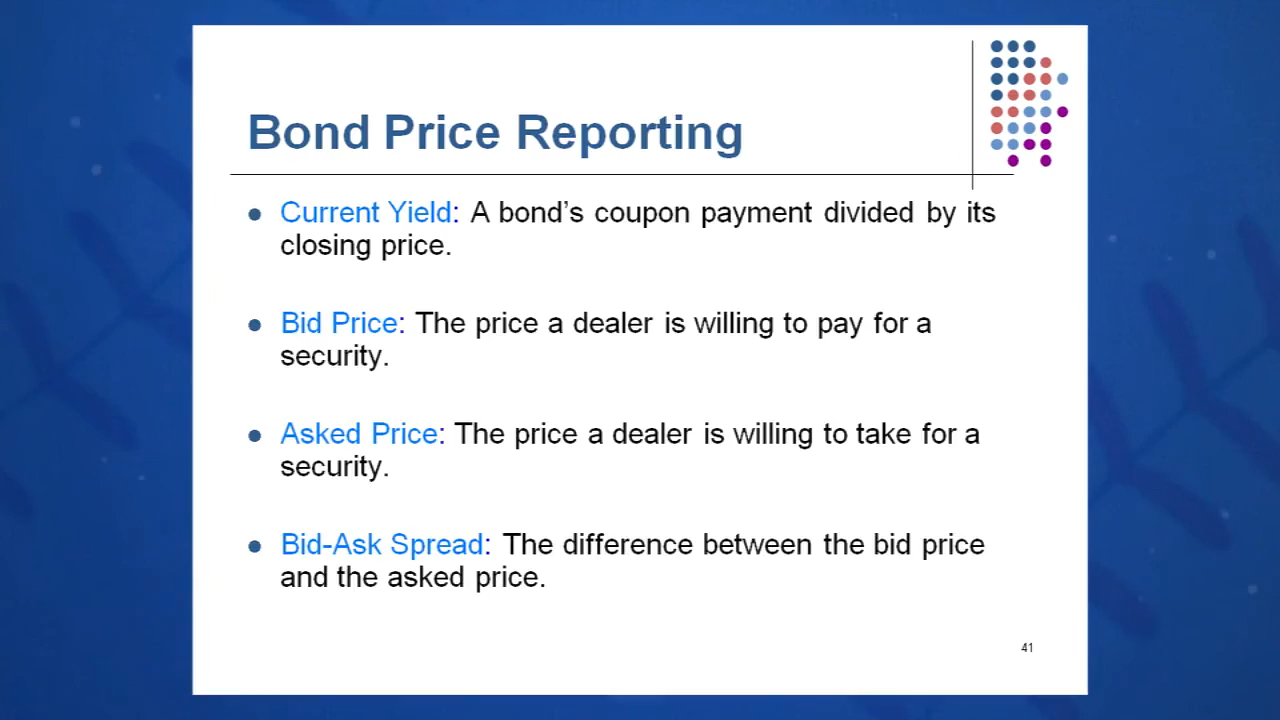 Bond Price Reporting
● Current Yield: A bond’s coupon payment divided by its
closing price.
● Bid Price: The price a dealer is willing to pay for a
security.
● Asked Price: The price a dealer is willing to take for a
security.
● Bid-Ask Spread: The difference between the bid price
and the asked price.
41